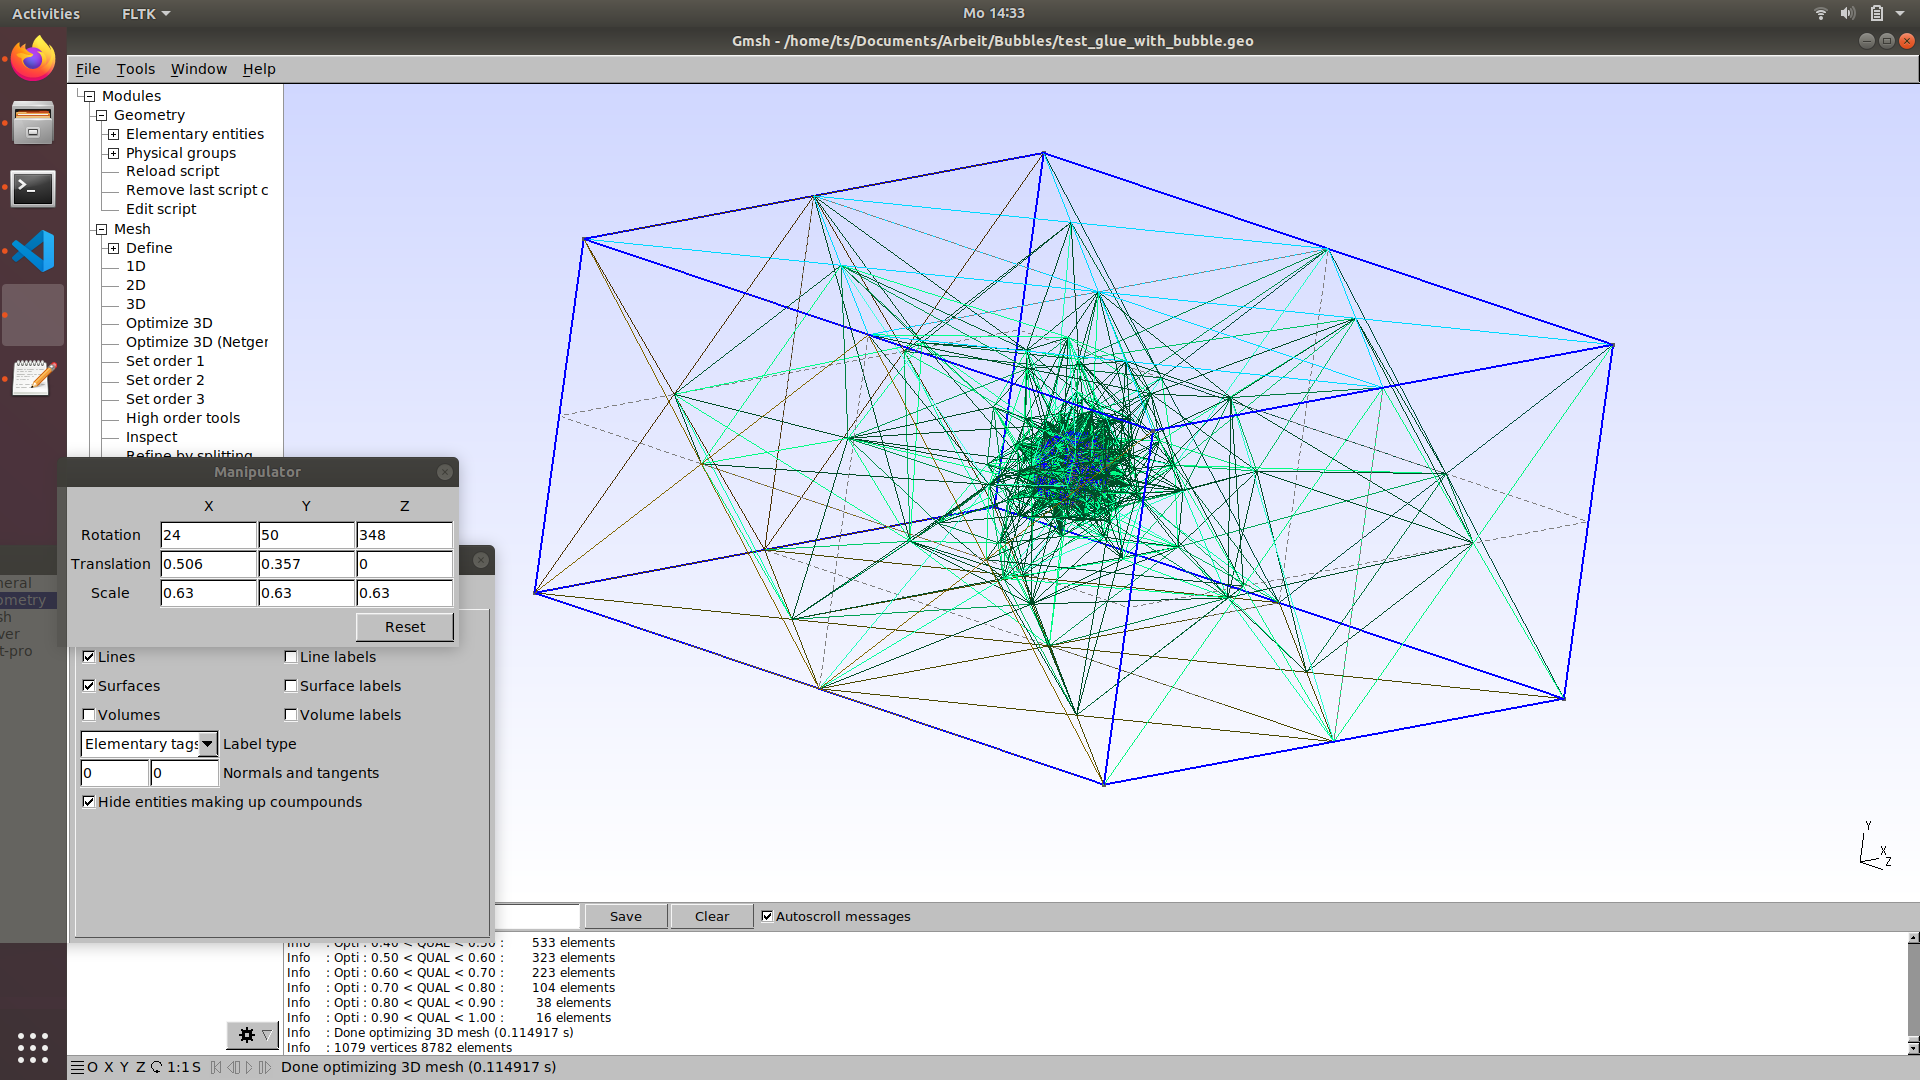 Activities FLTK Mo 14:33
Gmsh - /home/ts/Documents/Arbeit/Bubbles/test_glue_with_bubble.geo
File Tools Window Help
Modules
Geometry
Elementary entities
Physical groups
Reload script
Remove last script c
Edit script
Mesh
Define
1D
2D
3D
Optimize 3D
Optimize 3D (Netger
Set order 1
Set order 2
Set order 3
High order tools
Inspect
Refine by splitting
Manipulator
X Y Z
Rotation 24 50 348
Translation 0.506 0.357 0
Scale 0.63 0.63 0.63
Reset
neral
ometry
sh
ver
t-pro
Lines Line labels
Surfaces Surface labels
Volumes Volume labels
Elementary tags Label type
0 0 Normals and tangents
Hide entities making up coumpounds
Y
X
Z
Save Clear Autoscroll messages
Info : Opti : 0.40 < QUAL < 0.50 : 533 elements
Info : Opti : 0.50 < QUAL < 0.60 : 323 elements
Info : Opti : 0.60 < QUAL < 0.70 : 223 elements
Info : Opti : 0.70 < QUAL < 0.80 : 104 elements
Info : Opti : 0.80 < QUAL < 0.90 : 38 elements
Info : Opti : 0.90 < QUAL < 1.00 : 16 elements
Info : Done optimizing 3D mesh (0.114917 s)
Info : 1079 vertices 8782 elements
O X Y Z 1:1 S Done optimizing 3D mesh (0.114917 s)